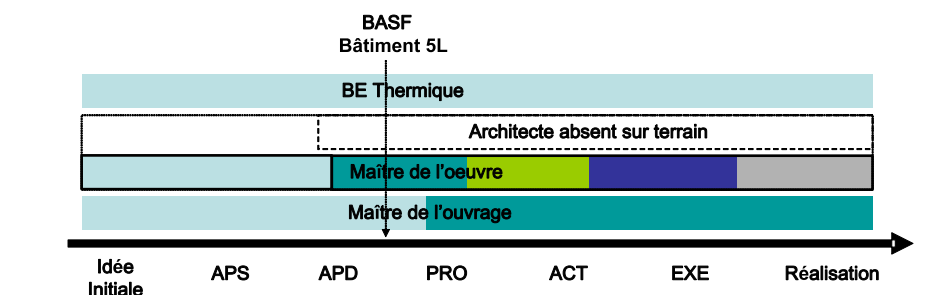 BASF
Bâtiment 5L
BE Thermique
Architecte absent sur terrain
Maître de l'oeuvre
Maître de l'ouvrage
Idée
Initiale
APS
APD
PRO
ACT
EXE
Réalisation